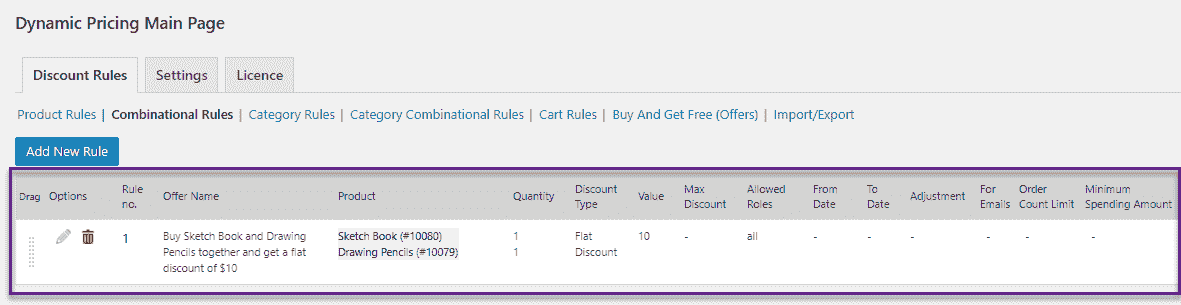 Dynamic Pricing Main Page
Discount Rules Settings Licence
Product Rules | Combinational Rules | Category Rules | Category Combinational Rules | Cart Rules | Buy And Get Free (Offers) | Import/Export
Add New Rule
Drag Options Rule no. Offer Name Product Quantity Discount Type Value Max Discount Allowed Roles From Date To Date Adjustment For Emails Order Count Limit Minimum Spending Amount
1 Buy Sketch Book and Drawing Sketch Book (#10080) 1 Flat 10 - all - - - - - -
Pencils together and get a flat Drawing Pencils (#10079) 1 Discount
discount of $10